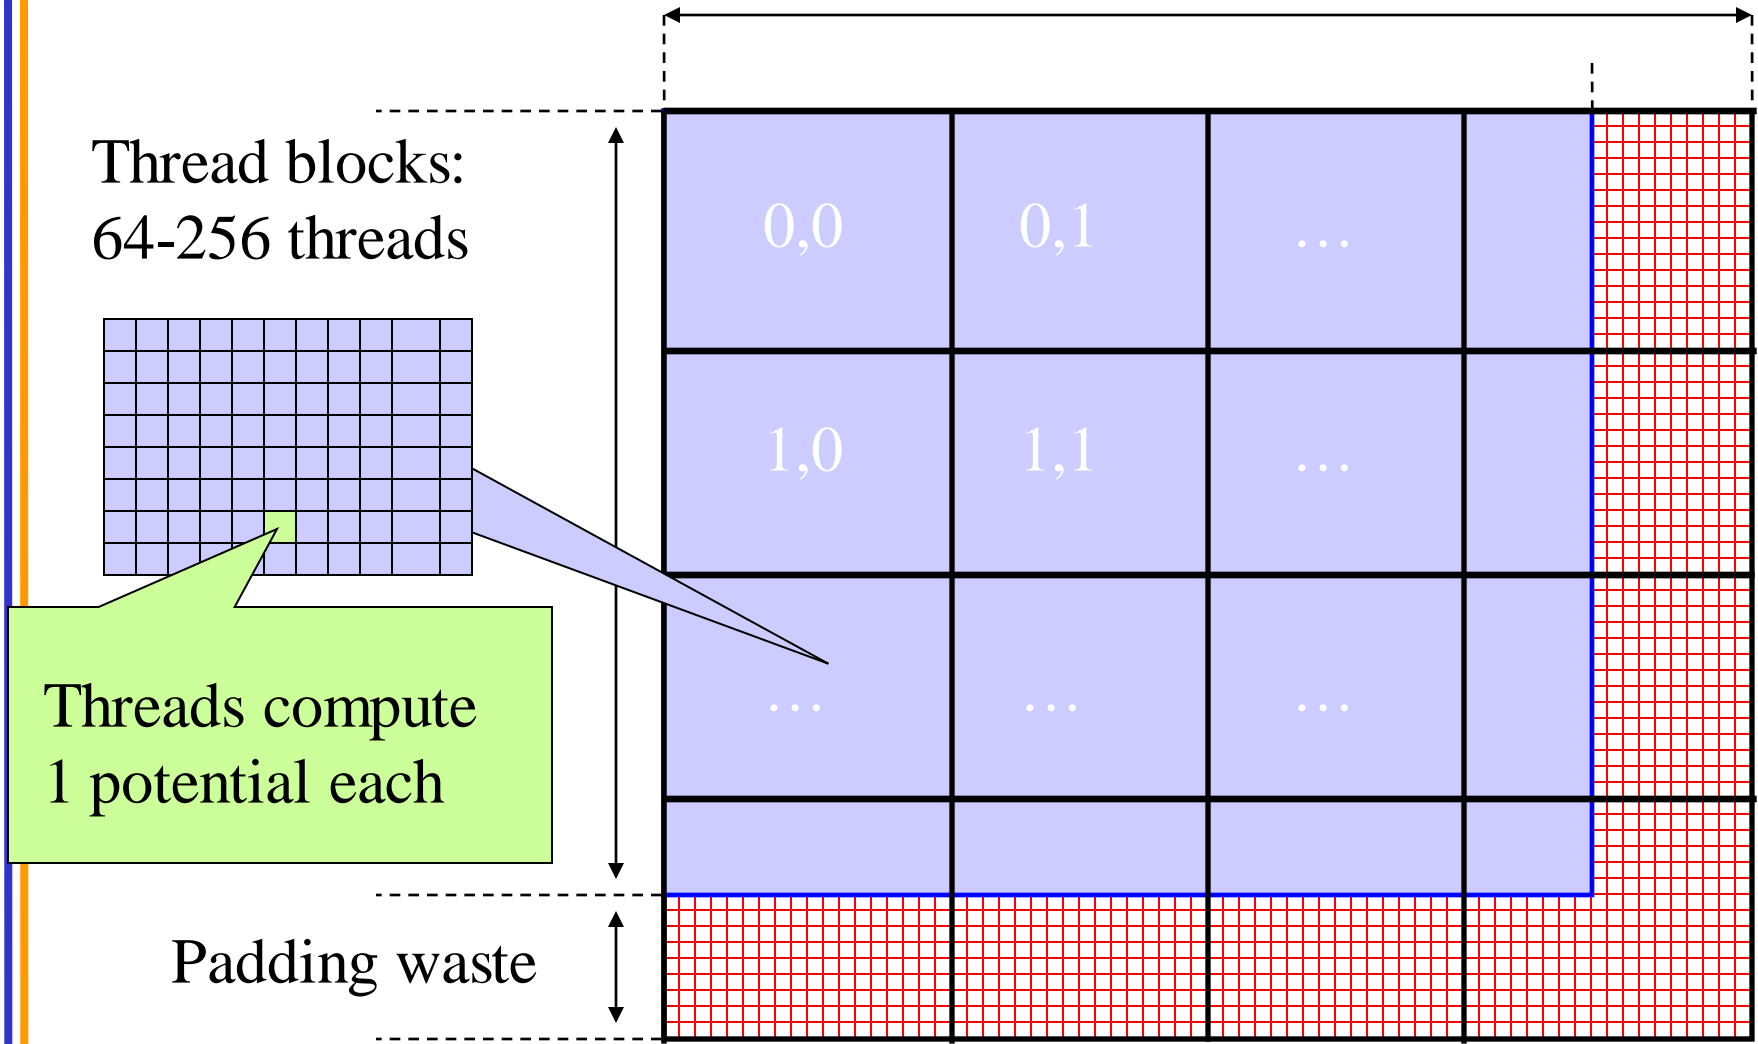 Thread blocks:
64-256 threads
0,0 0,1 …
1,0 1,1 …
… … …
Threads compute
1 potential each
Padding waste